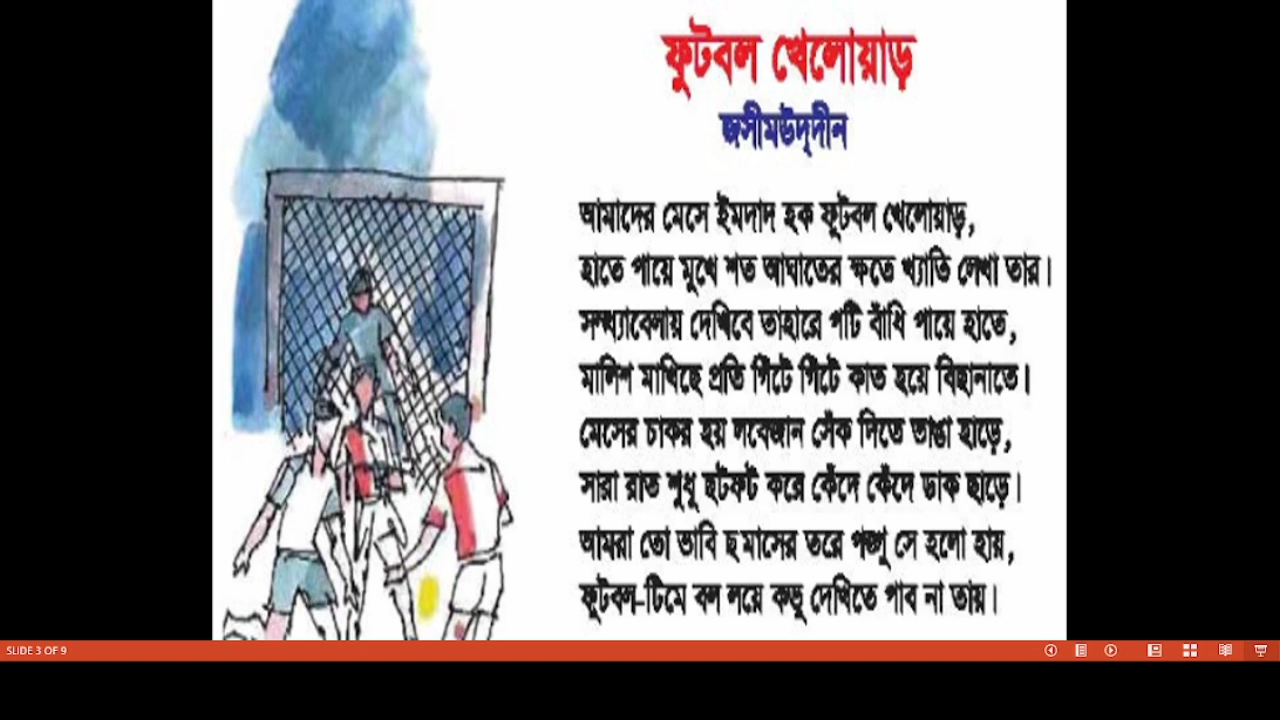 ফুটবল খেলোয়াড়
জসীমউদ্‌দীন
আমাদের মেসে ইমদাদ হক ফুটবল খেলোয়াড়,
হাতে পায়ে মুখে শত আঘাতের ক্ষতে খ্যাতি লেখা তার।
সন্ধ্যাবেলায় দেখিবে তাহারে পটি বাঁধি পায়ে হাতে,
মালিশ মাখিছে প্রতি গিঁটে গিঁটে কাত হয়ে বিছানাতে।
মেসের চাকর হয় লবেজান সেঁক দিতে ভাঙা হাড়ে,
সারা রাত শুধু ছটফট করে কেঁদে কেঁদে ডাক ছাড়ে।
আমরা তো ভাবি ছ মাসের তরে পঙ্গু সে হলো হায়,
ফুটবল-টিমে বল লয়ে কভু দেখিতে পাব না তায়।
SLIDE 3 OF 9